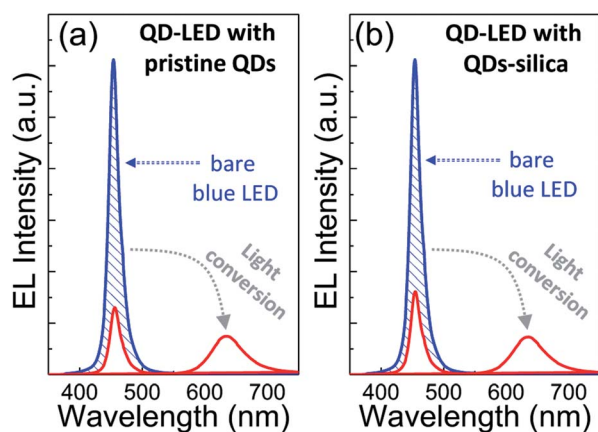 (a)
QD-LED with
pristine QDs
bare
blue LED
Light
conversion
EL Intensity (a.u.)
400 500 600 700
Wavelength (nm)
(b)
QD-LED with
QDs-silica
bare
blue LED
Light
conversion
EL Intensity (a.u.)
400 500 600 700
Wavelength (nm)